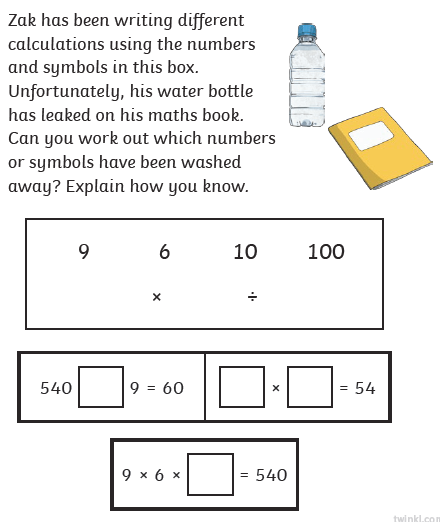 Zak has been writing different
calculations using the numbers
and symbols in this box.
Unfortunately, his water bottle
has leaked on his maths book.
Can you work out which numbers
or symbols have been washed
away? Explain how you know.
9 6 10 100
× ÷
540 9 = 60
× = 54
9 × 6 × = 540
twinkl.com